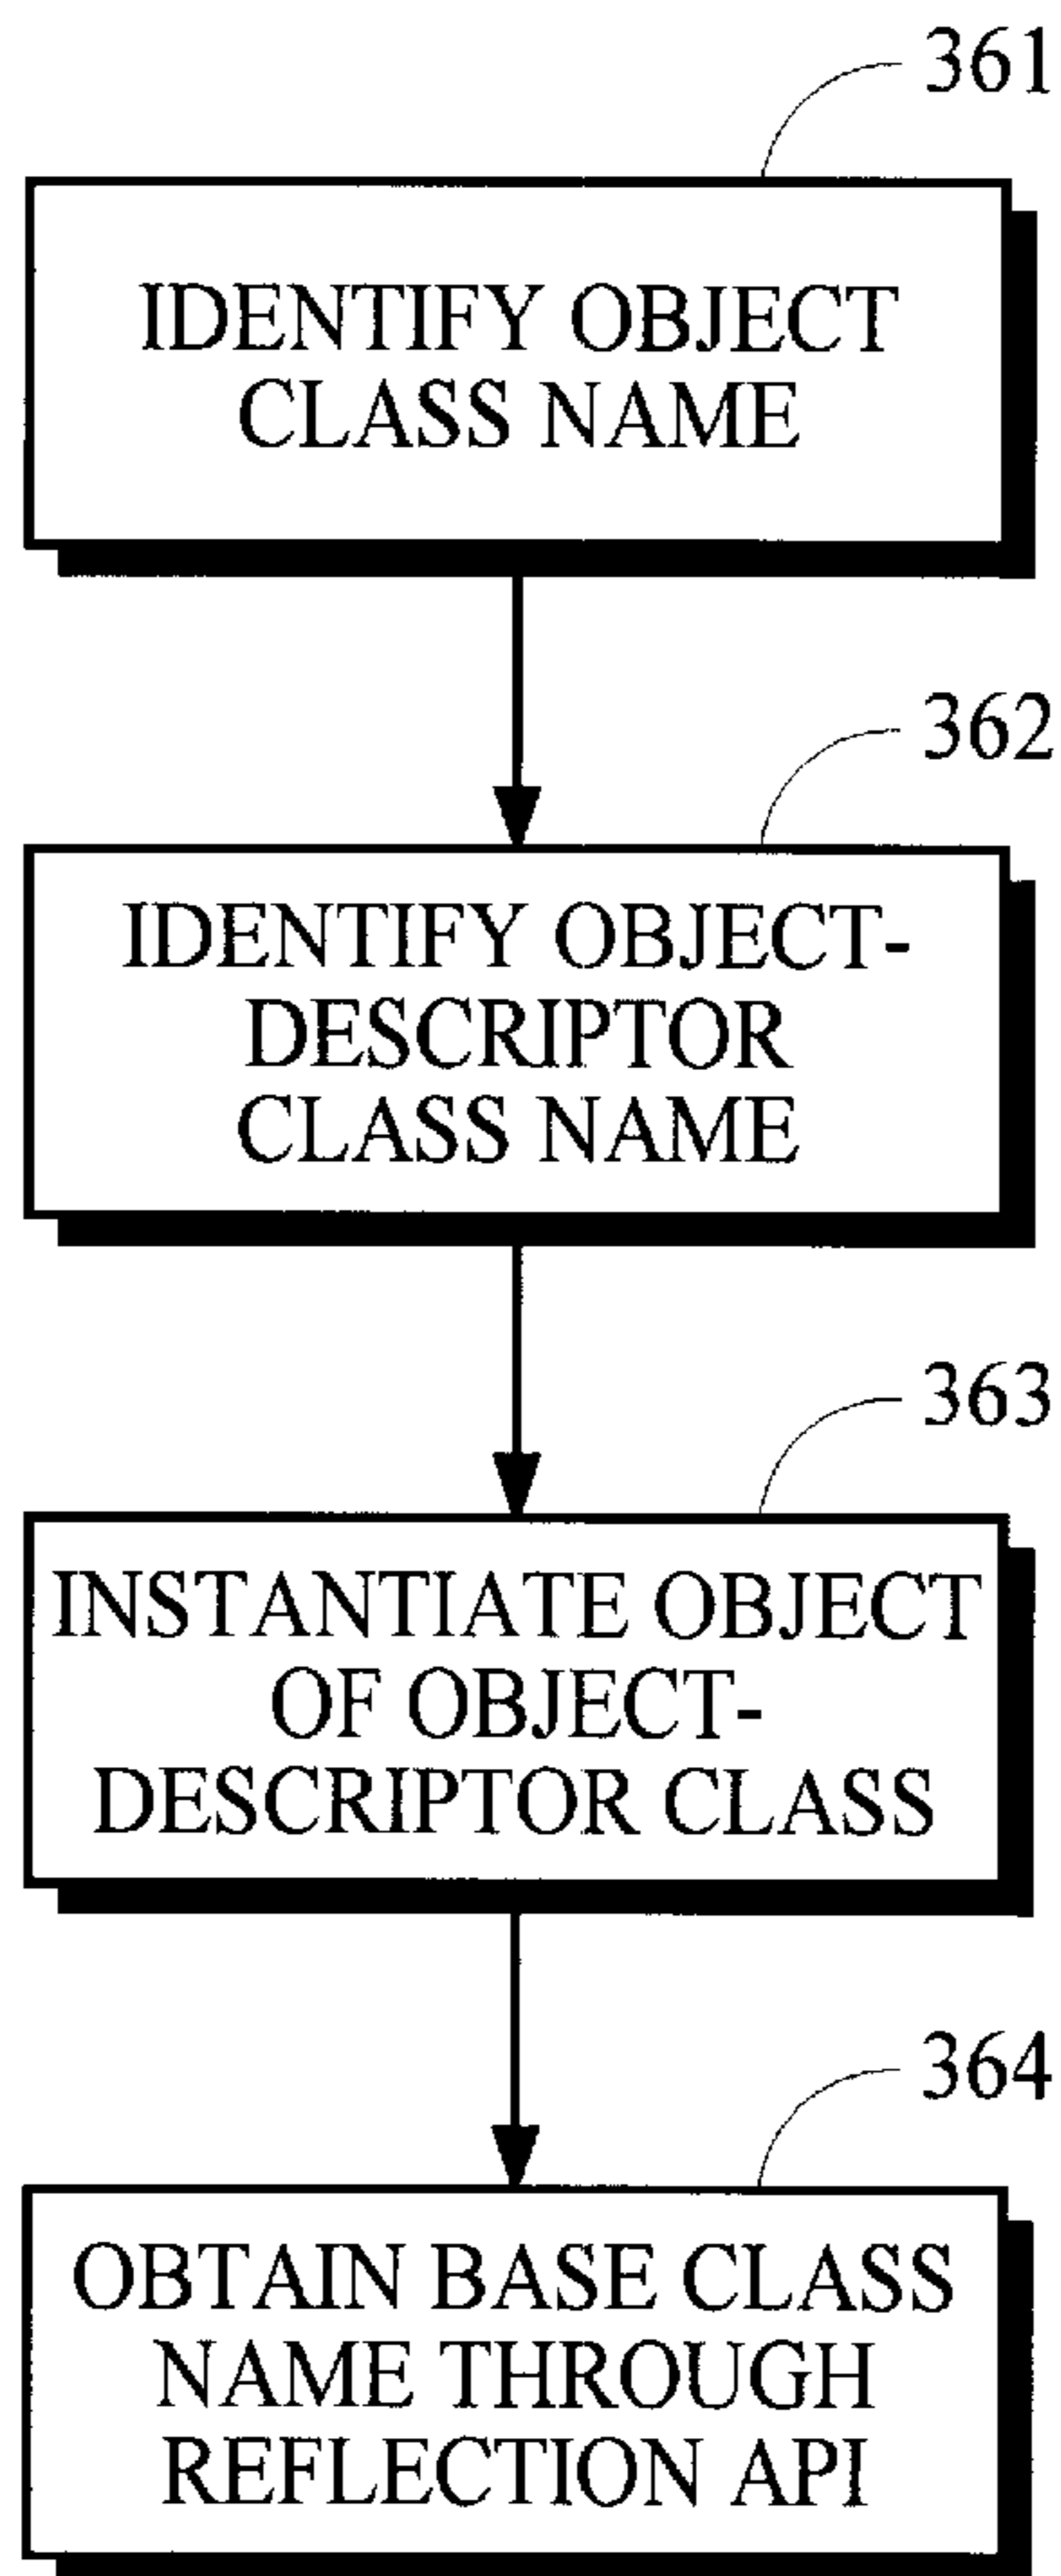 361
IDENTIFY OBJECT
CLASS NAME
362
IDENTIFY OBJECT-
DESCRIPTOR
CLASS NAME
363
INSTANTIATE OBJECT
OF OBJECT-
DESCRIPTOR CLASS
364
OBTAIN BASE CLASS
NAME THROUGH
REFLECTION API